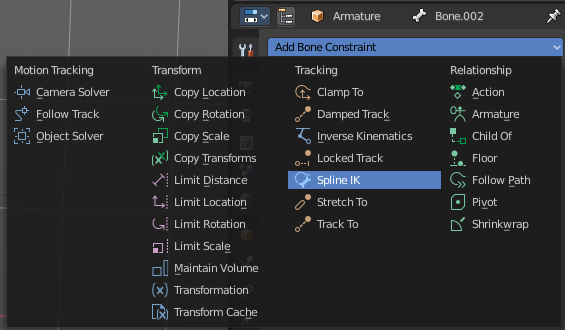 Armature Bone.002
Add Bone Constraint
Motion Tracking
Camera Solver
Follow Track
Object Solver
Transform
Copy Location
Copy Rotation
Copy Scale
Copy Transforms
Limit Distance
Limit Location
Limit Rotation
Limit Scale
Maintain Volume
Transformation
Transform Cache
Tracking
Clamp To
Damped Track
Inverse Kinematics
Locked Track
Spline IK
Stretch To
Track To
Relationship
Action
Armature
Child Of
Floor
Follow Path
Pivot
Shrinkwrap